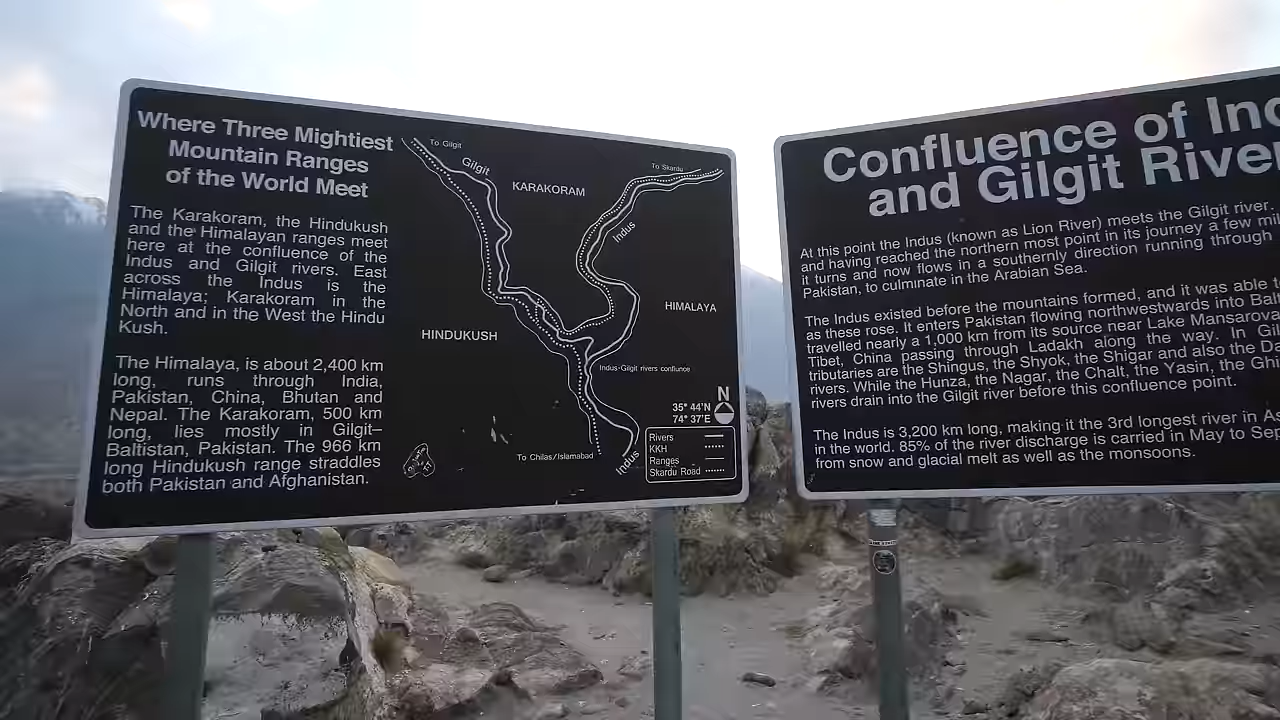 Where Three Mightiest
Mountain Ranges
of the World Meet
The Karakoram, the Hindukush
and the Himalayan ranges meet
here at the confluence of the
Indus and Gilgit rivers. East
across the Indus is the
Himalaya; Karakoram in the
North and in the West the Hindu
Kush.
The Himalaya, is about 2,400 km
long, runs through India,
Pakistan, China, Bhutan and
Nepal. The Karakoram, 500 km
long, lies mostly in Gilgit–
Baltistan, Pakistan. The 966 km
long Hindukush range straddles
both Pakistan and Afghanistan.
To Gilgit
Gilgit
KARAKORAM
To Skardu
Indus
HIMALAYA
HINDUKUSH
Indus-Gilgit rivers confluence
N
35° 44'N
74° 37'E
Rivers
KKH
Ranges
Skardu Road
To Chilas/Islamabad
Indus
Confluence of
and Gilgit
At this point the Indus (known as Lion River) meets the Gilgit river.
and having reached the northern most point in its journey a few
it turns and now flows in a southernly direction running through
Pakistan, to culminate in the Arabian Sea.
The Indus existed before the mountains formed, and it was able
as these rose. It enters Pakistan flowing northwestwards into
travelled nearly a 1,000 km from its source near Lake
Tibet, China passing through Ladakh along the way. In
tributaries are the Shingus, the Shyok, the Shigar and also the
rivers. While the Hunza, the Nagar, the Chalt, the Yasin, the
rivers drain into the Gilgit river before this confluence point.
The Indus is 3,200 km long, making it the 3rd longest river in
in the world. 85% of the river discharge is carried in May to
from snow and glacial melt as well as the monsoons.